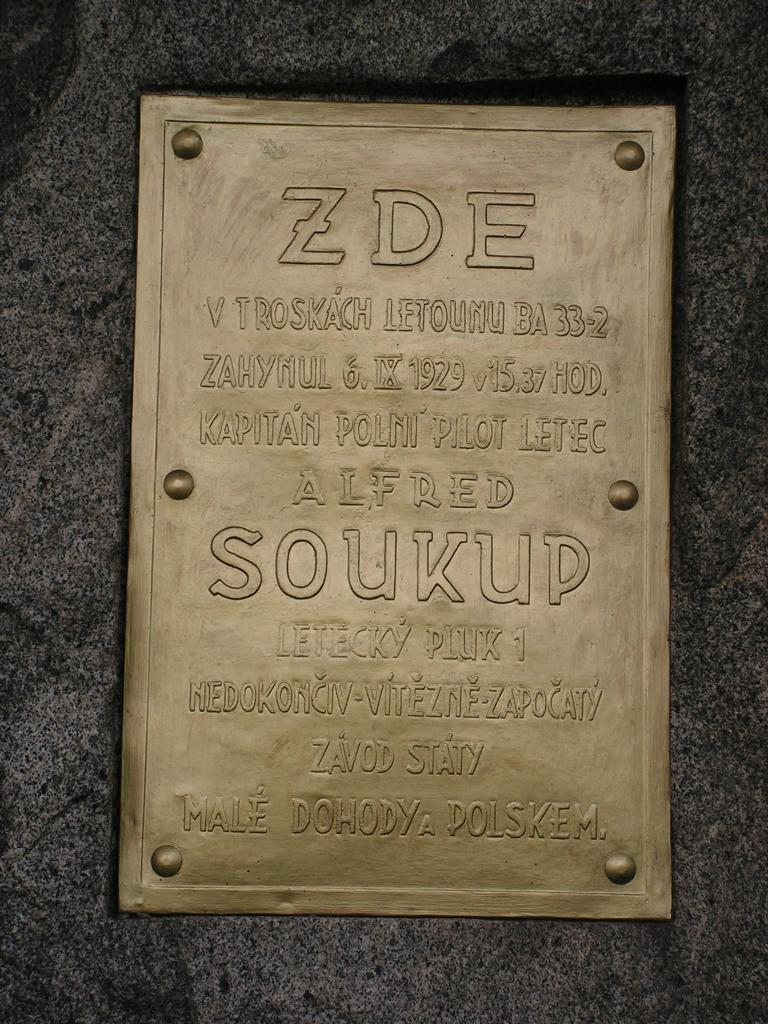 ZDE
V TROSKÁCH LETOUNU BA 33-2
ZAHYNUL 6. IX 1929 v 15.37 HOD.
KAPITÁN POLNÍ PILOT LETEC
ALFRED
SOUKUP
LETECKÝ PLUK 1
NEDOKONČIV-VÍTĚZNĚ-ZAPOČATÝ
ZÁVOD STÁTY
MALÉ DOHODY A POLSKEM.